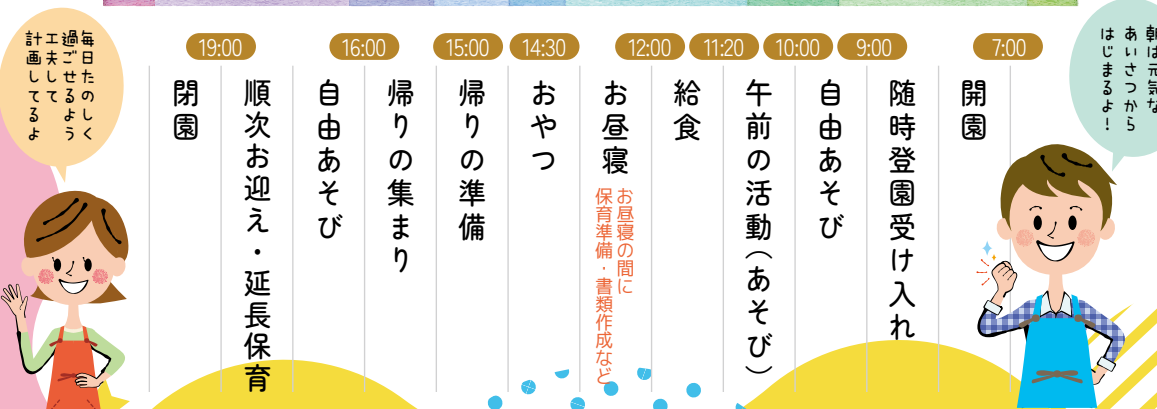 朝は元気な
あいさつから
はじまるよ！
7:00
開園
随時登園受け入れ
9:00
自由あそび
10:00
午前の活動（あそび）
11:20
給食
12:00
お昼寝
お昼寝の間に
保育準備・書類作成など
14:30
おやつ
15:00
帰りの準備
帰りの集まり
16:00
自由あそび
順次お迎え・延長保育
19:00
閉園
毎日たのしく
過ごせるよう
工夫して
計画してるよ